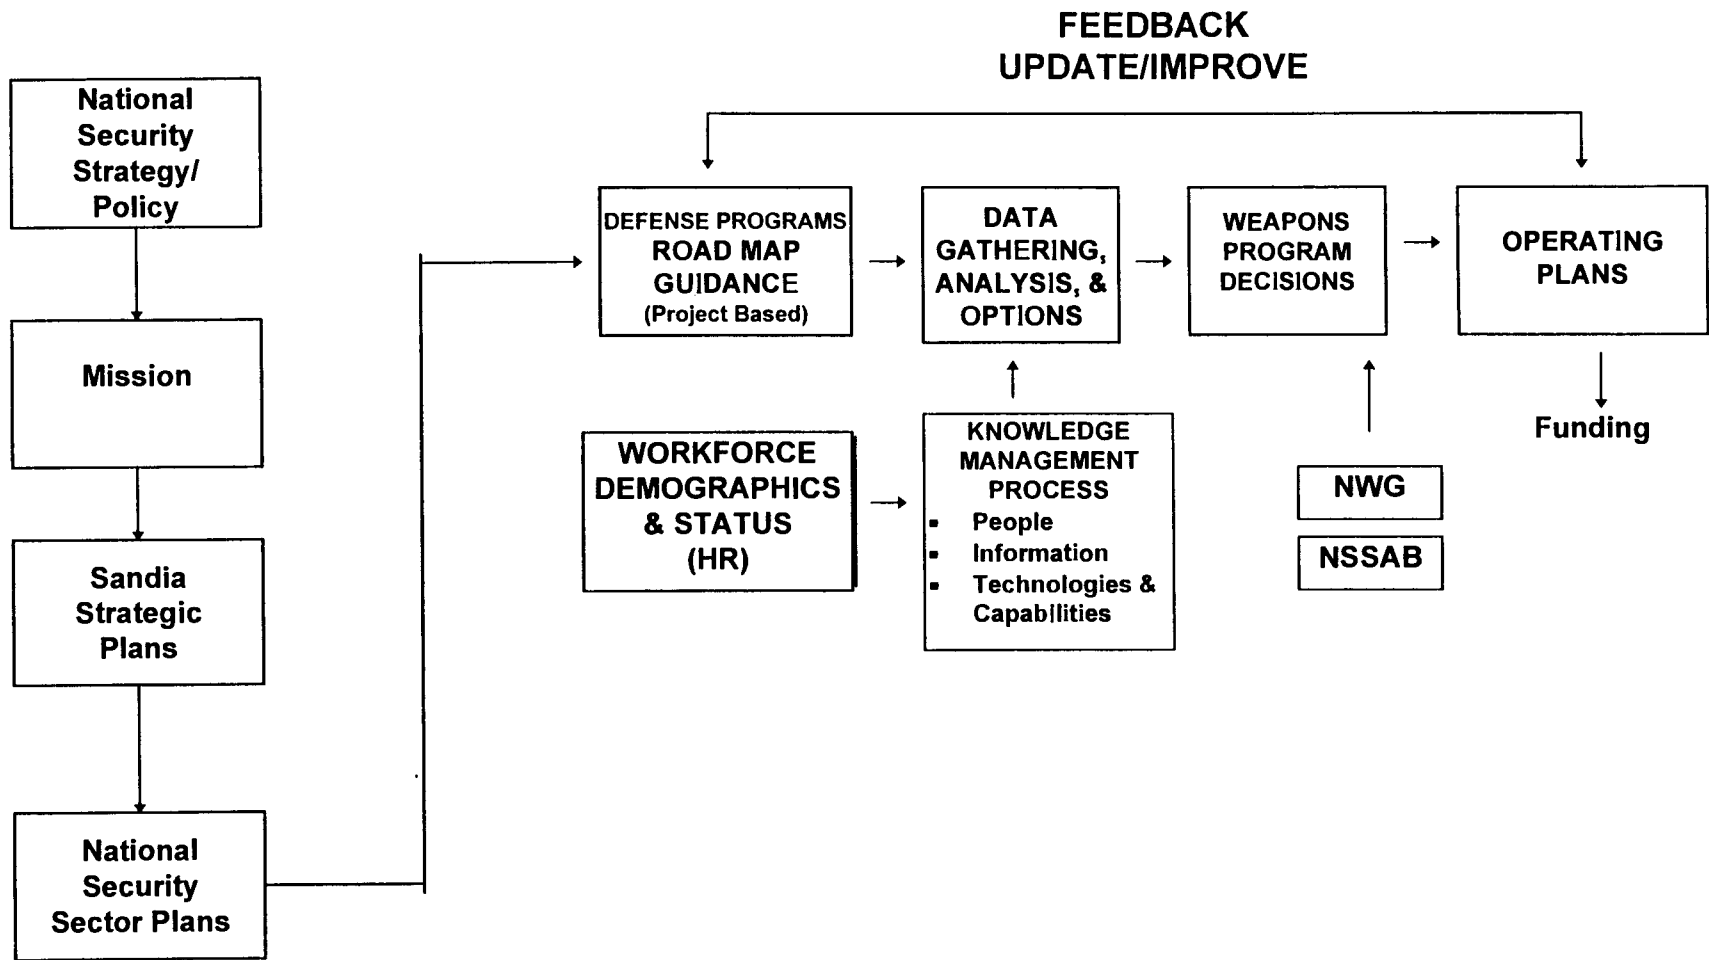 FEEDBACK
UPDATE/IMPROVE
National
Security
Strategy/
Policy
Mission
Sandia
Strategic
Plans
National
Security
Sector Plans
DEFENSE PROGRAMS
ROAD MAP
GUIDANCE
(Project Based)
DATA
GATHERING,
ANALYSIS, &
OPTIONS
WEAPONS
PROGRAM
DECISIONS
OPERATING
PLANS
Funding
WORKFORCE
DEMOGRAPHICS
& STATUS
(HR)
KNOWLEDGE
MANAGEMENT
PROCESS
▪ People
▪ Information
▪ Technologies &
Capabilities
NWG
NSSAB